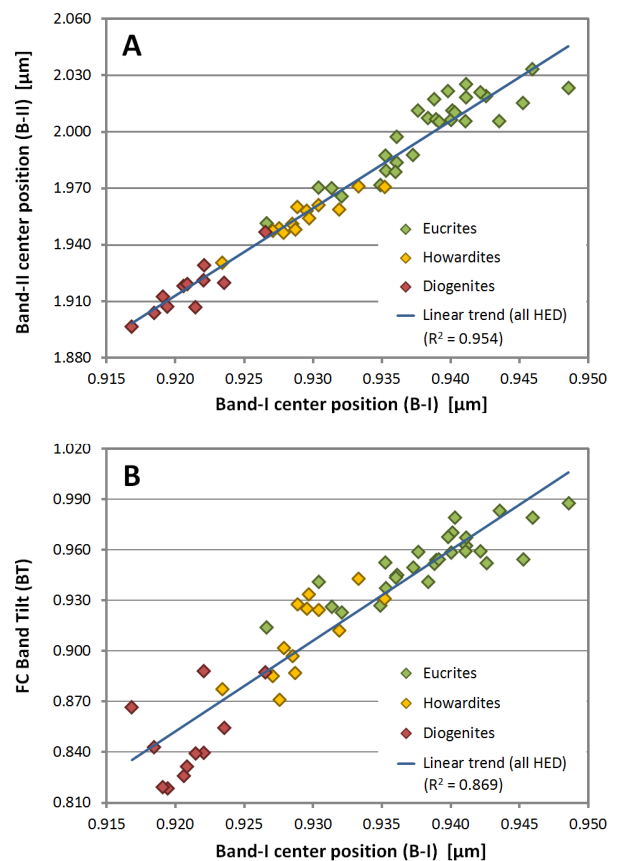 2.060
A
2.030
2.000
1.970
1.940
1.910
1.880
Band-II center position (B-II) [µm]
Eucrites
Howardites
Diogenites
Linear trend (all HED)
(R² = 0.954)
0.915 0.920 0.925 0.930 0.935 0.940 0.945 0.950
Band-I center position (B-I) [µm]
1.020
B
0.990
0.960
0.930
0.900
0.870
0.840
0.810
FC Band Tilt (BT)
Eucrites
Howardites
Diogenites
Linear trend (all HED)
(R² = 0.869)
0.915 0.920 0.925 0.930 0.935 0.940 0.945 0.950
Band-I center position (B-I) [µm]